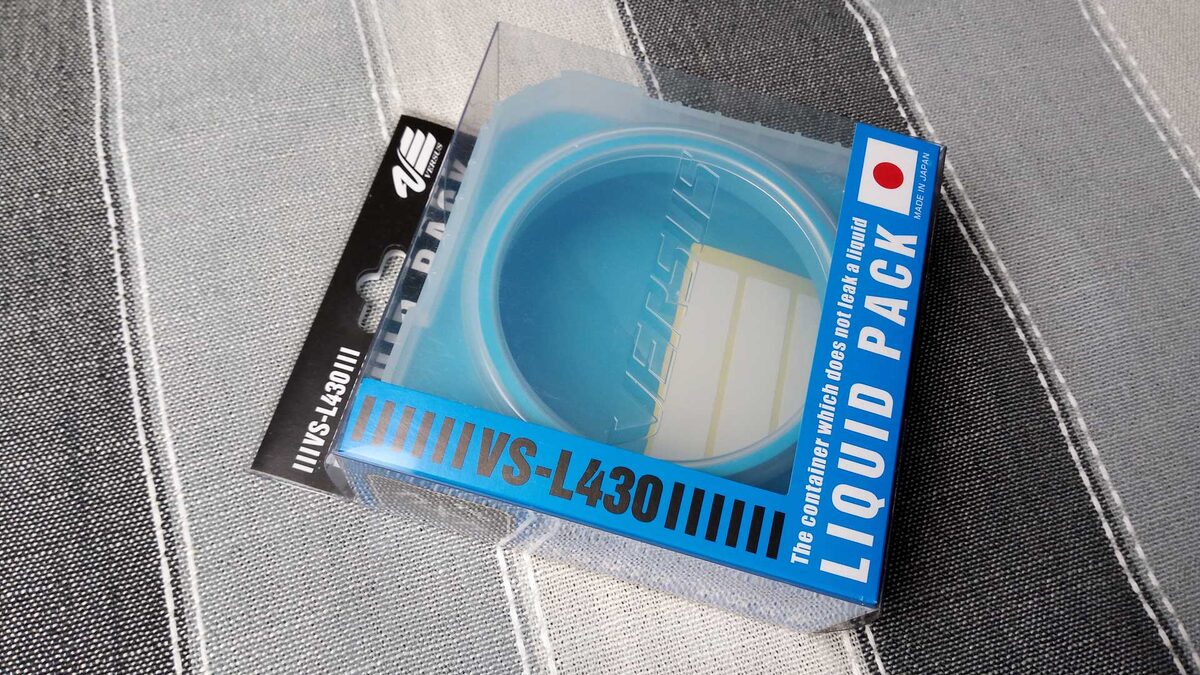 VERSUS
VS-L430
VERSUS
VS-L430
MADE IN JAPAN
The container which does not leak a liquid
LIQUID PACK